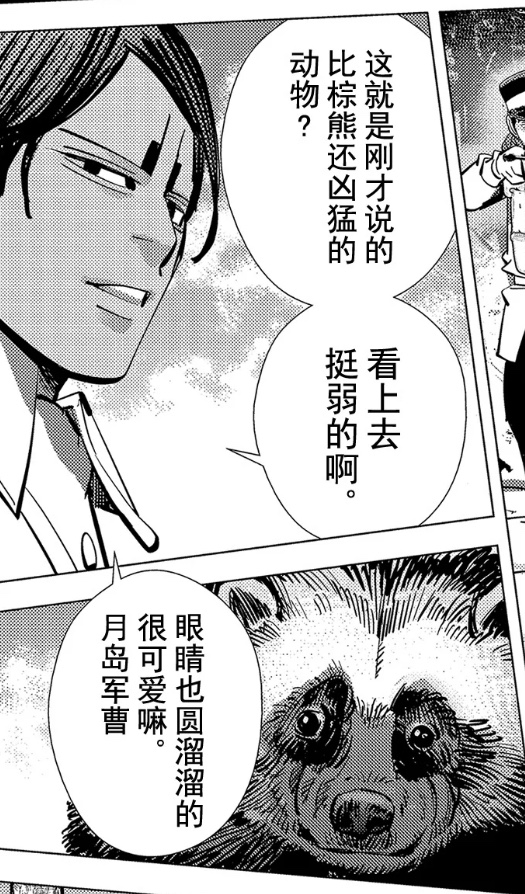 这就是刚才说的
比棕熊还凶猛的
动物？
看上去
挺弱的啊。
眼睛也圆溜溜的
很可爱嘛。
月岛军曹